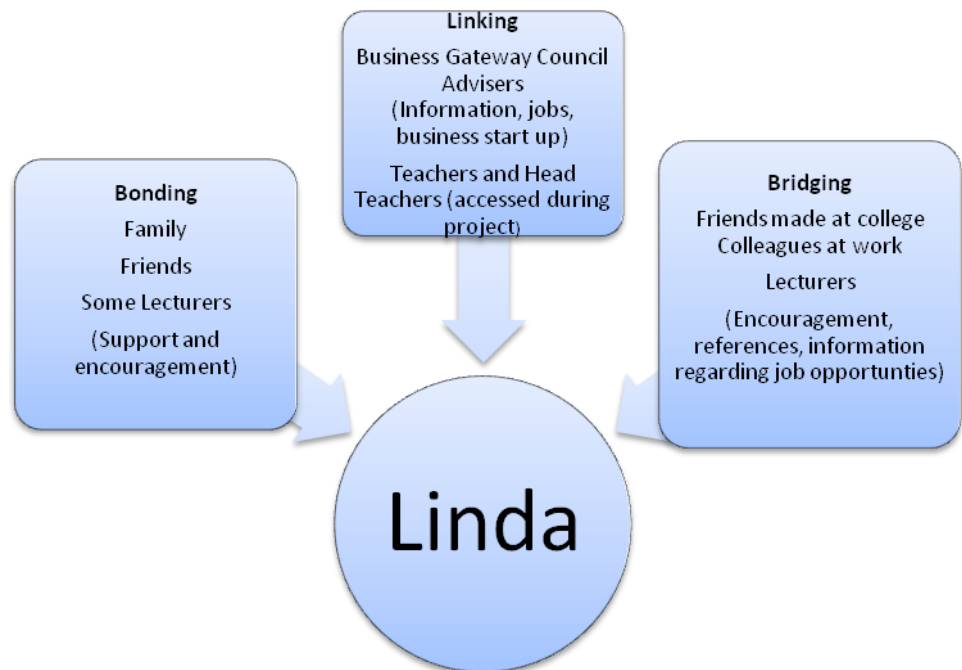 Linking
Business Gateway Council
Advisers
(Information, jobs,
business start up)
Teachers and Head
Teachers (accessed during
project)
Bonding
Family
Friends
Some Lecturers
(Support and
encouragement)
Bridging
Friends made at college
Colleagues at work
Lecturers
(Encouragement,
references, information
regarding job opportunties)
Linda